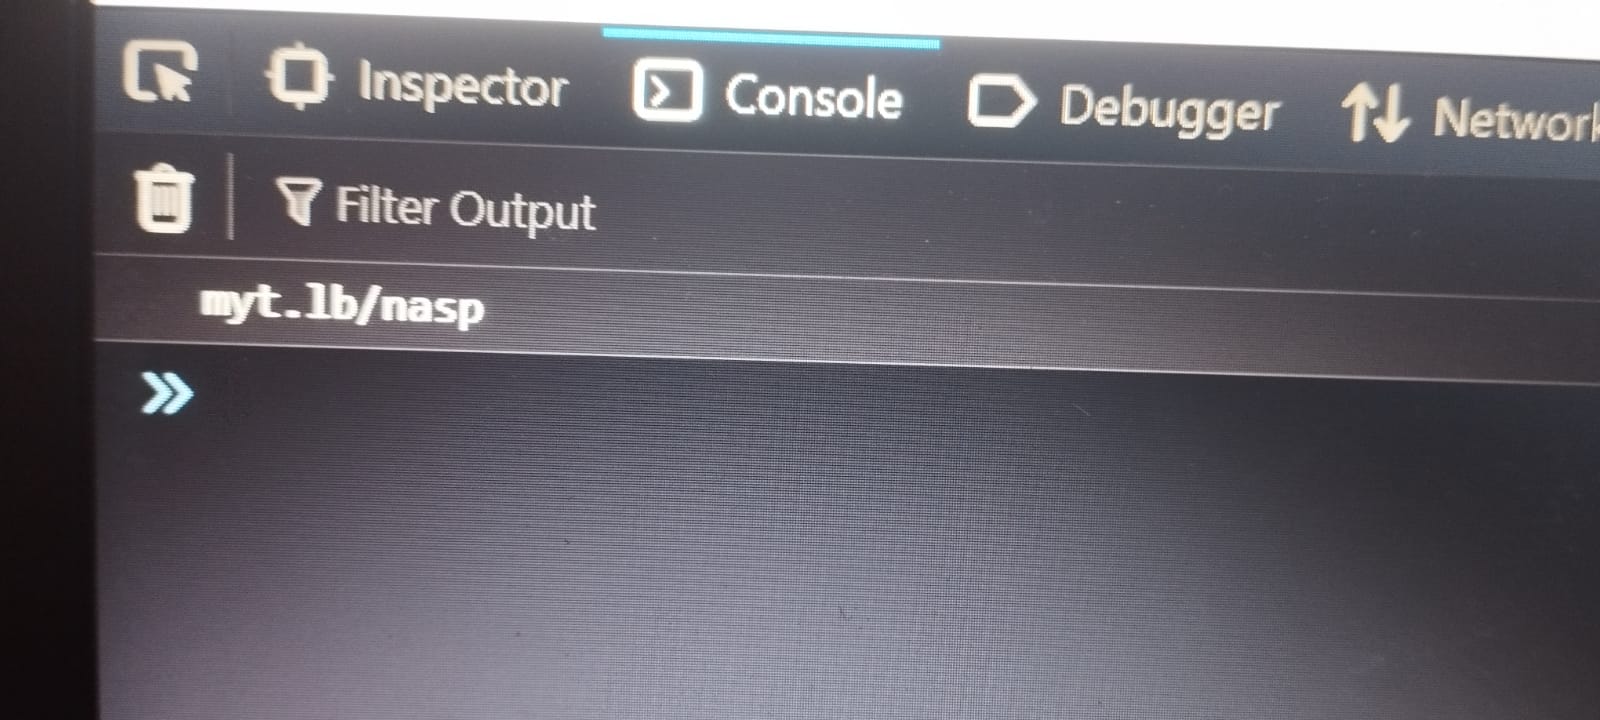 Inspector Console Debugger Network
Filter Output
myt.lb/nasp
»